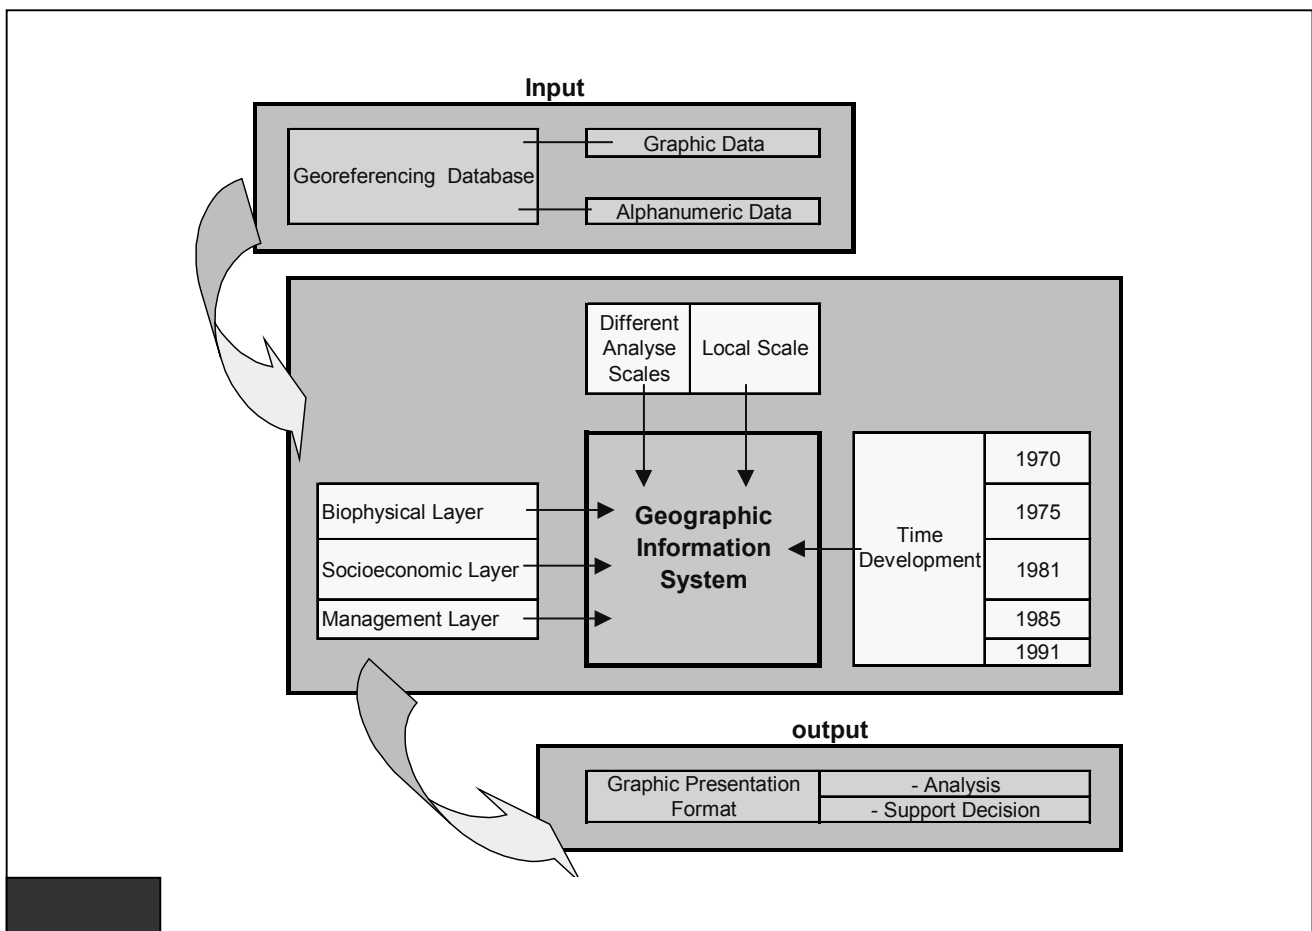 Input
Georeferencing Database
Graphic Data
Alphanumeric Data
Different
Analyse
Scales
Local Scale
Biophysical Layer
Socioeconomic Layer
Management Layer
Geographic
Information
System
Time
Development
1970
1975
1981
1985
1991
output
Graphic Presentation
Format
- Analysis
- Support Decision